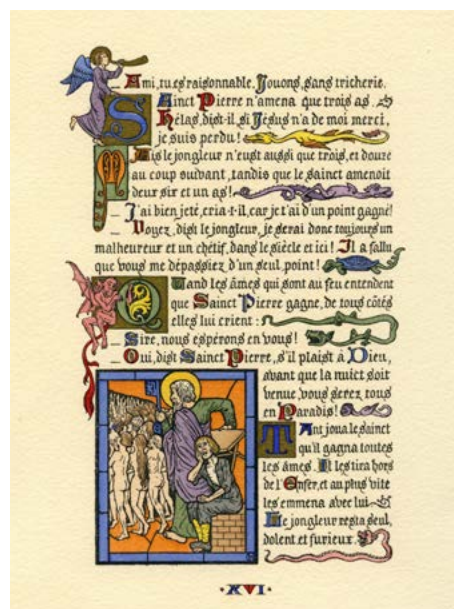 _ Ami, tu es raisonnable. Jouons, sans tricherie.
Sainct Pierre n'amena que trois as.
_ Hélas, dist-il, si Jésus n'a de moi merci,
je suis perdu!
Mais le jongleur n'eust aussi que trois, et douze
au coup suivant, tandis que le sainct amenoit
deux six et un as!
_ J'ai bien jeté, cria-t-il, car je t'ai d'un point gagné!
_ Voyez, dist le jongleur, je serai donc toujours un
malheureux et un chétif, dans le siècle et ici! Il a fallu
que vous me dépassiez d'un seul point!
Quand les âmes qui sont au feu entendent
que Sainct Pierre gagne, de tous côtés
elles lui crient:
_ Sire, nous espérons en vous!
_ Oui, dist Sainct Pierre, s'il plaist à Dieu,
avant que la nuict soit
venue! vous serez tous
en Paradis!
Tant joua le sainct
qu'il gagna toutes
les âmes. Il les tira hors
de l'Enfer, et au plus vite
les emmena avec lui
Le jongleur resta seul,
dolent et furieux.
·XVI·